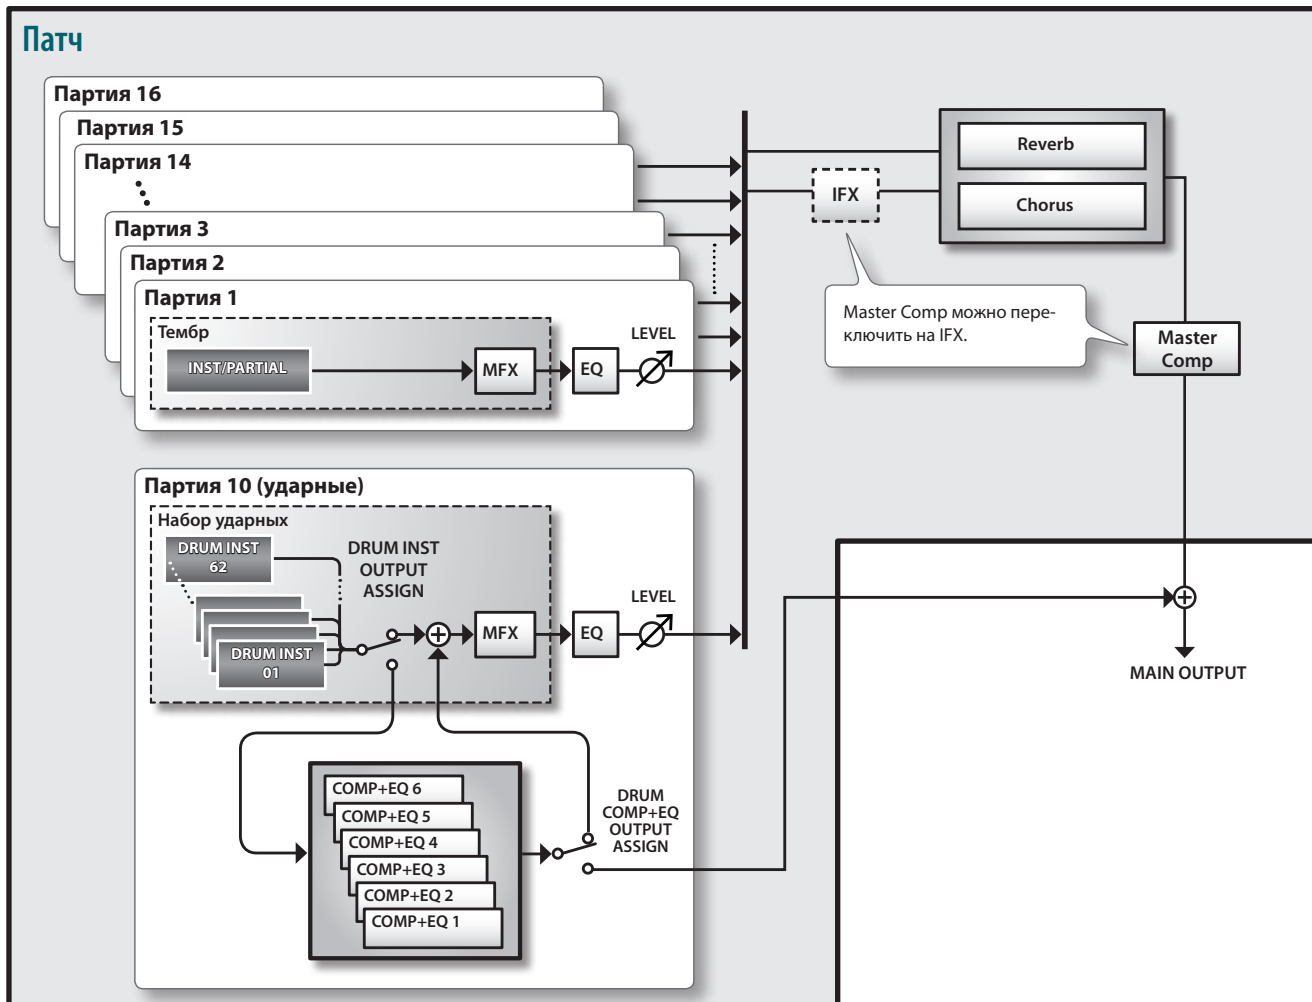 Патч
Партия 16
Партия 15
Партия 14
Партия 3
Партия 2
Партия 1
Тембр
INST/PARTIAL
MFX
EQ
LEVEL
Reverb
IFX
Chorus
Master Comp можно пере-
ключить на IFX.
Master
Comp
Партия 10 (ударные)
Набор ударных
DRUM INST
62
DRUM INST
OUTPUT
ASSIGN
DRUM INST
01
MFX
EQ
LEVEL
MAIN OUTPUT
COMP+EQ 6
COMP+EQ 5
COMP+EQ 4
COMP+EQ 3
COMP+EQ 2
COMP+EQ 1
DRUM
COMP+EQ
OUTPUT
ASSIGN